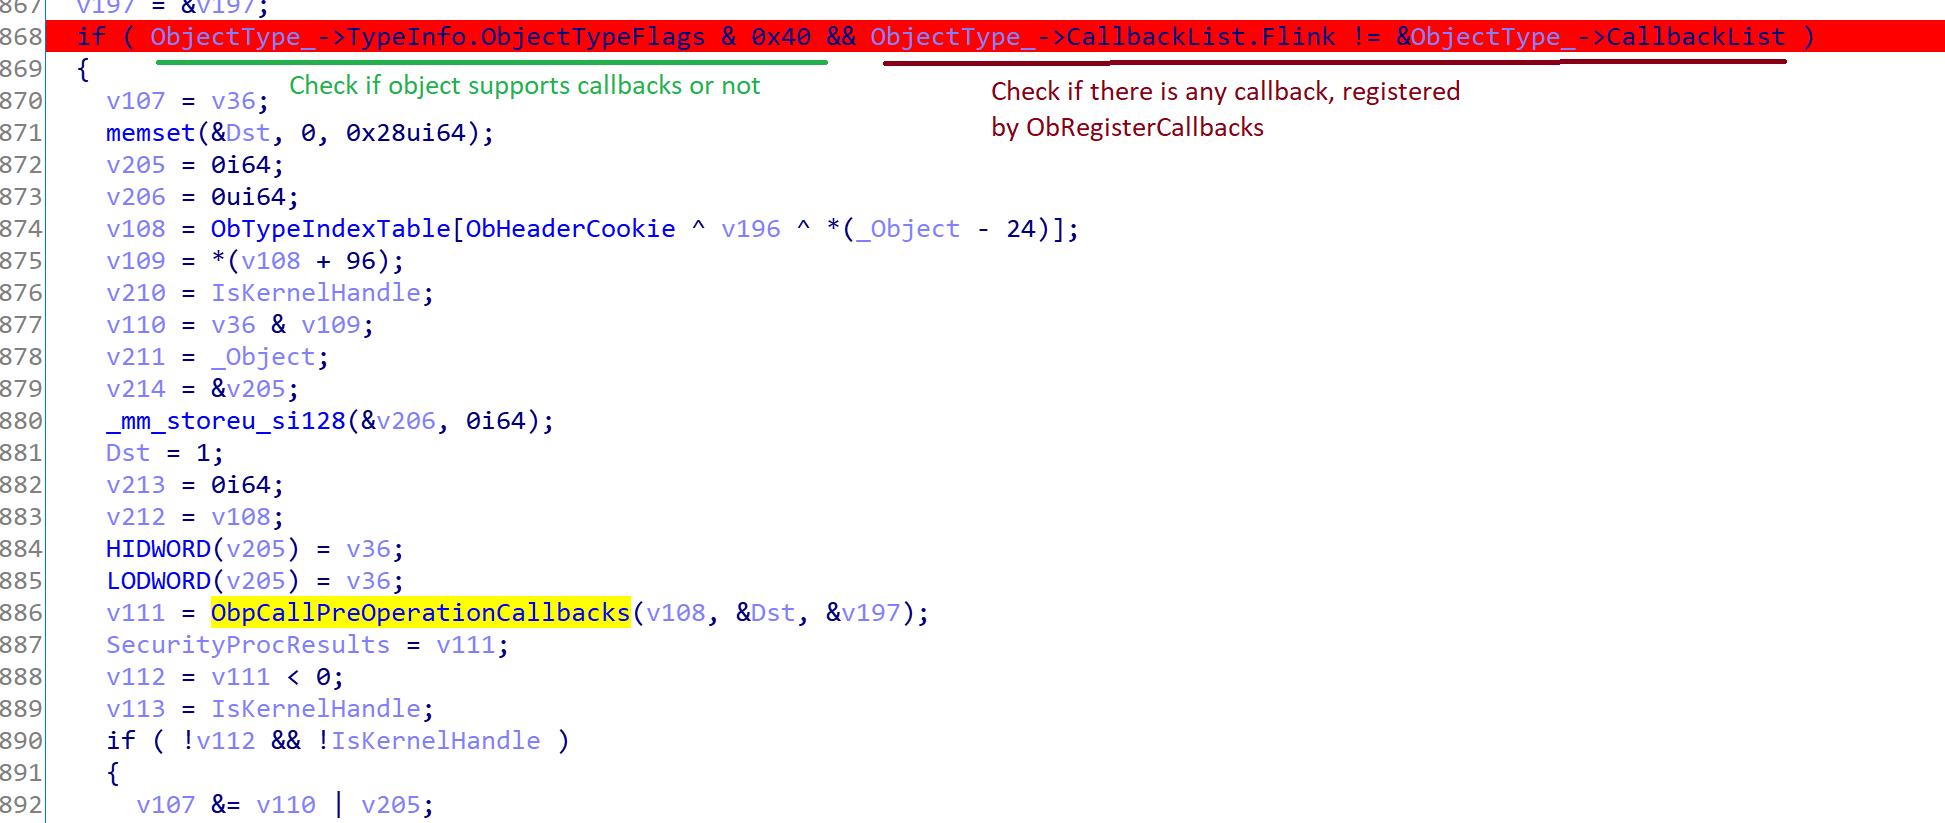 867 v197 = &v197;
868 if ( ObjectType_->TypeInfo.ObjectTypeFlags & 0x40 && ObjectType_->CallbackList.Flink != &ObjectType_->CallbackList )
869 {
Check if object supports callbacks or not
Check if there is any callback, registered
by ObRegisterCallbacks
870 v107 = v36;
871 memset(&Dst, 0, 0x28ui64);
872 v205 = 0i64;
873 v206 = 0ui64;
874 v108 = ObTypeIndexTable[ObHeaderCookie ^ v196 ^ *(_Object - 24)];
875 v109 = *(v108 + 96);
876 v210 = IsKernelHandle;
877 v110 = v36 & v109;
878 v211 = _Object;
879 v214 = &v205;
880 _mm_storeu_si128(&v206, 0i64);
881 Dst = 1;
882 v213 = 0i64;
883 v212 = v108;
884 HIDWORD(v205) = v36;
885 LODWORD(v205) = v36;
886 v111 = ObpCallPreOperationCallbacks(v108, &Dst, &v197);
887 SecurityProcResults = v111;
888 v112 = v111 < 0;
889 v113 = IsKernelHandle;
890 if ( !v112 && !IsKernelHandle )
891 {
892 v107 &= v110 | v205;